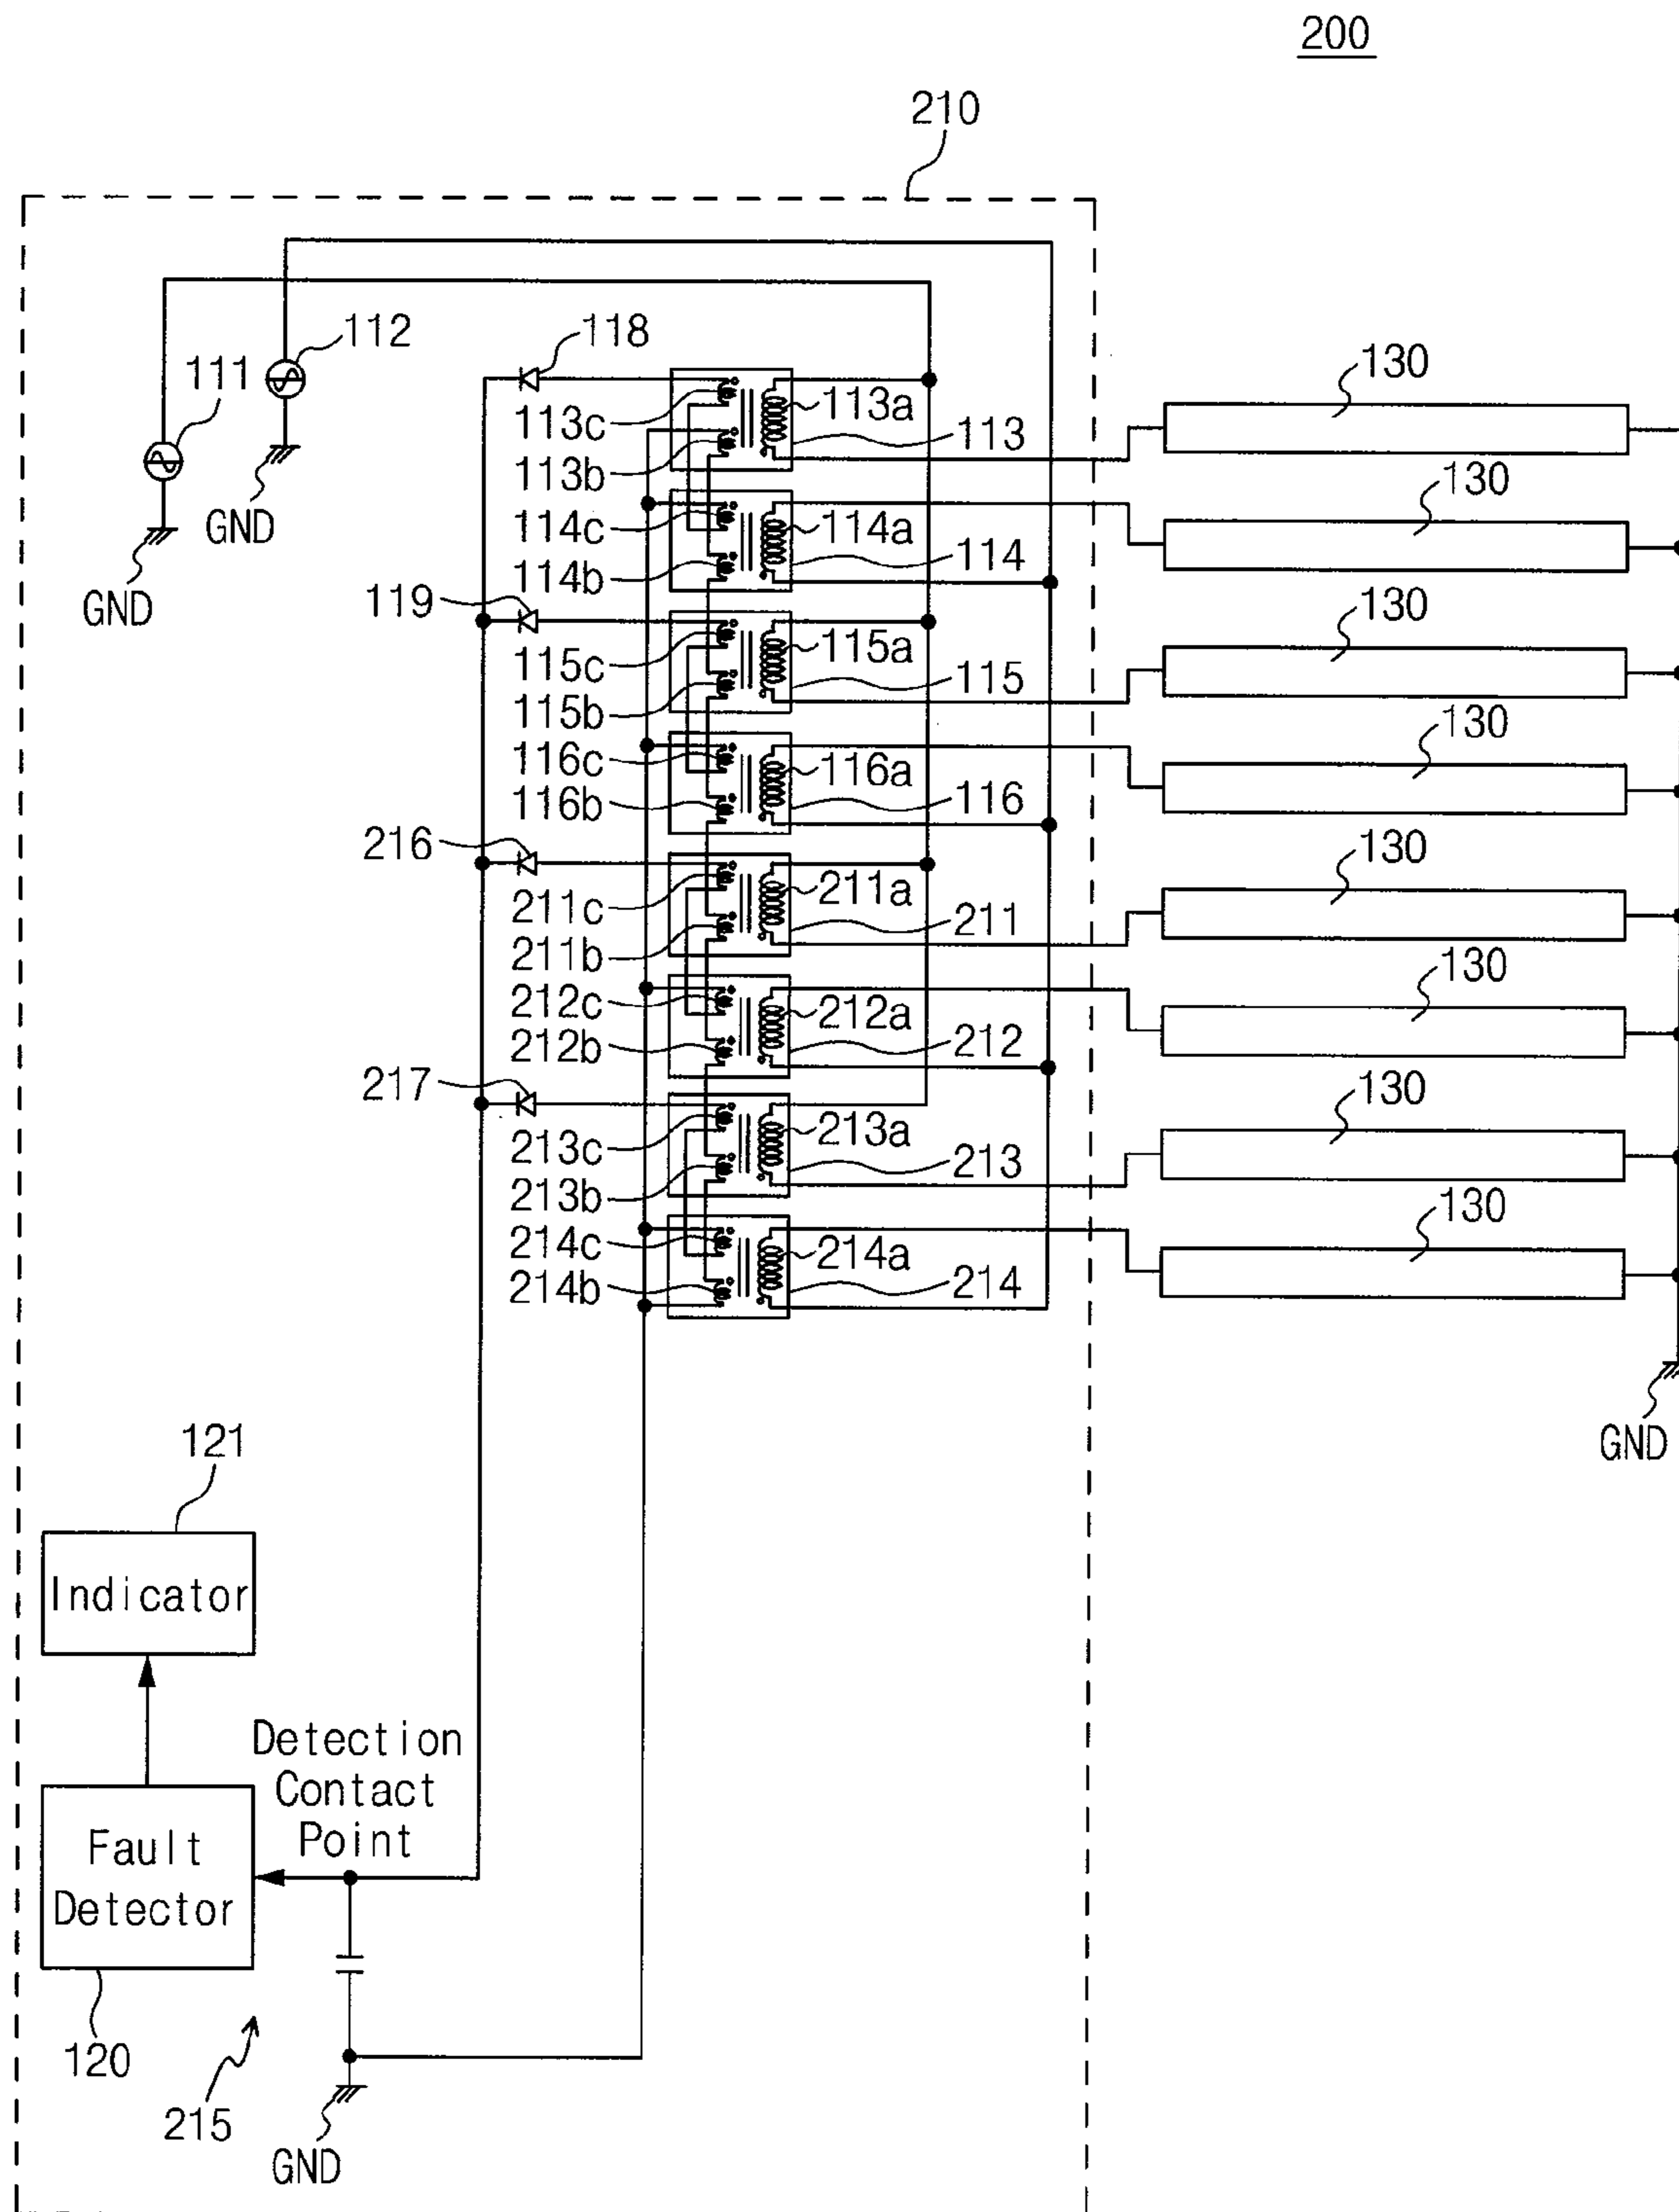 200
210
112
111
118
GND
GND
113c
113a
113
113b
130
130
114c
114a
114
114b
119
130
115c
115a
115
115b
130
116c
116a
116
116b
216
130
211c
211a
211
211b
130
212c
212a
212
212b
217
130
213c
213a
213
213b
130
214c
214a
214
214b
GND
121
Indicator
Detection
Contact
Point
Fault
Detector
120
215
GND